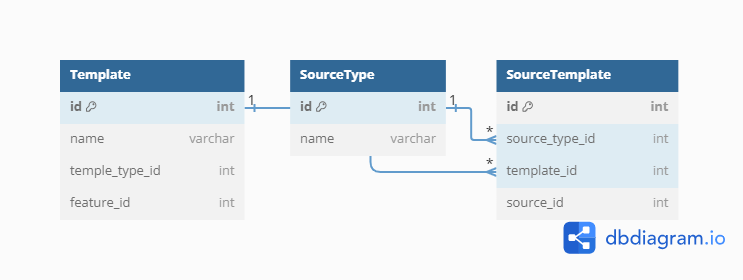 Template
id int
name varchar
temple_type_id int
feature_id int
1
SourceType
id int
name varchar
1
SourceTemplate
id int
source_type_id int
template_id int
source_id int
*
*
dbdiagram.io